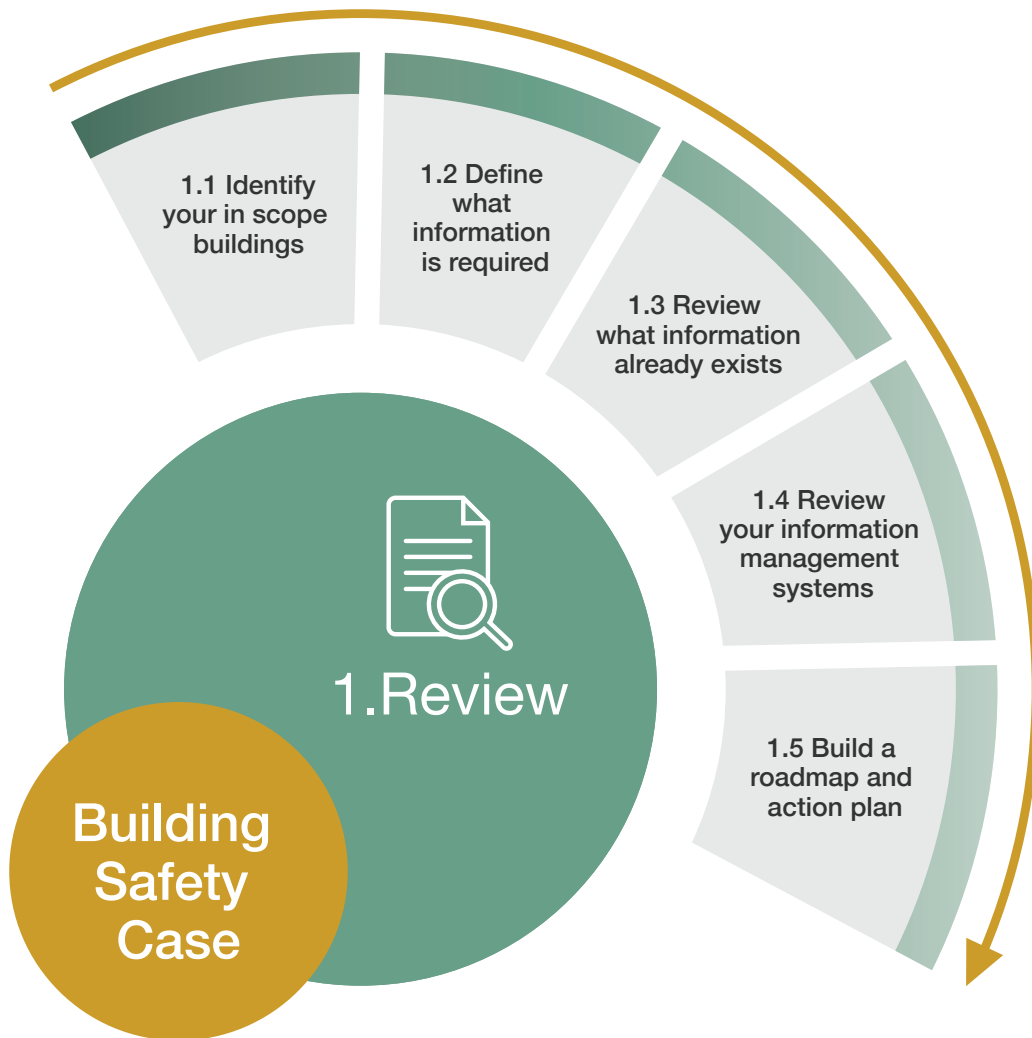 1.1 Identify
your in scope
buildings
1.2 Define
what
information
is required
1.3 Review
what information
already exists
1.4 Review
your information
management
systems
1.5 Build a
roadmap and
action plan
1.Review
Building
Safety
Case